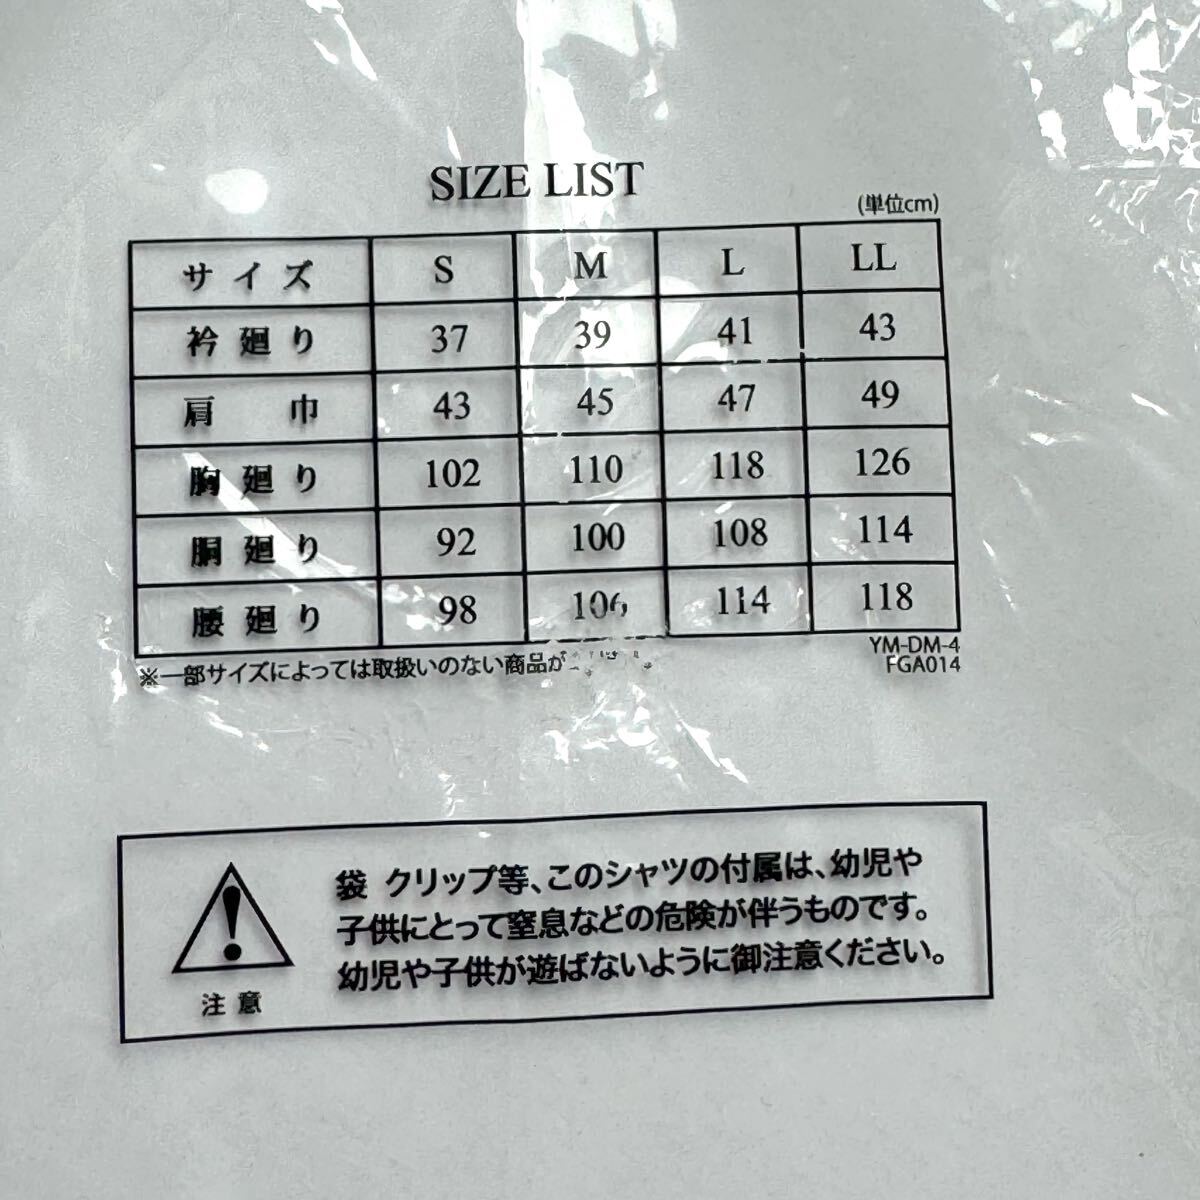 SIZE LIST
(単位cm)
サイズ S M L LL
衿廻り 37 39 41 43
肩巾 43 45 47 49
胸廻り 102 110 118 126
胴廻り 92 100 108 114
腰廻り 98 106 114 118
※一部サイズによっては取扱いのない商品が
YM-DM-4
FGA014
袋 クリップ等、このシャツの付属は、幼児や
子供にとって窒息などの危険が伴うものです。
幼児や子供が遊ばないように御注意ください。
注意